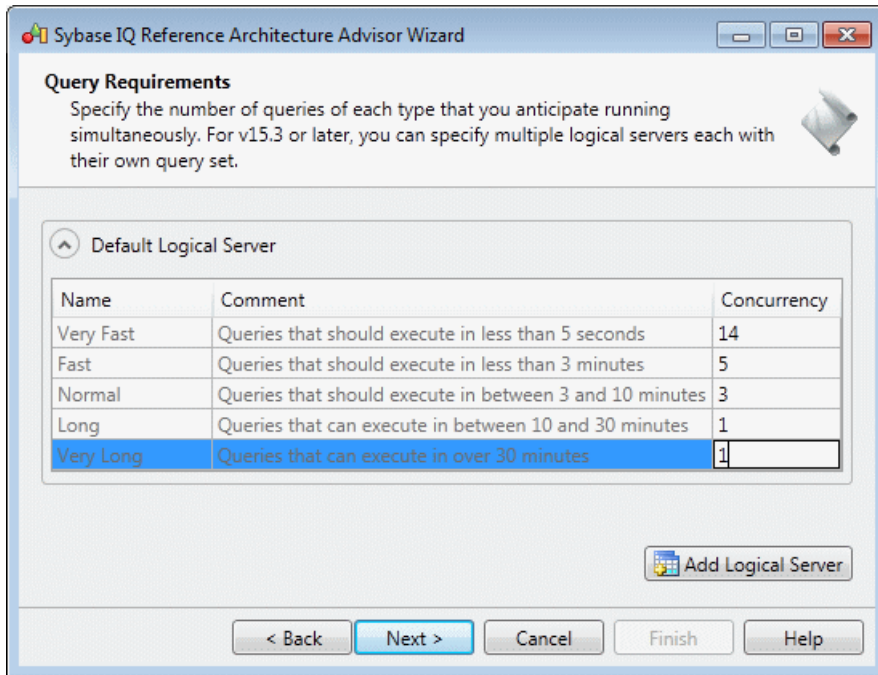 Sybase IQ Reference Architecture Advisor Wizard
Query Requirements
Specify the number of queries of each type that you anticipate running
simultaneously. For v15.3 or later, you can specify multiple logical servers each with
their own query set.
Default Logical Server
Name Comment Concurrency
Very Fast Queries that should execute in less than 5 seconds 14
Fast Queries that should execute in less than 3 minutes 5
Normal Queries that should execute in between 3 and 10 minutes 3
Long Queries that can execute in between 10 and 30 minutes 1
Very Long Queries that can execute in over 30 minutes 1
Add Logical Server
< Back Next > Cancel Finish Help